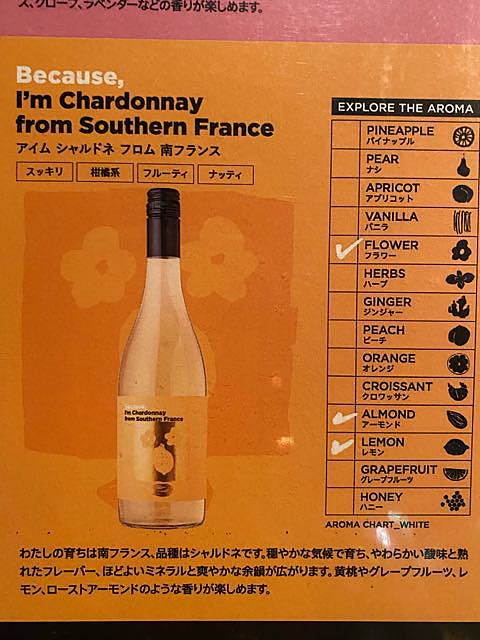 ス、クローブ、ラベンダーなどの香りが楽しめます。
Because,
I'm Chardonnay
from Southern France
アイム シャルドネ フロム 南フランス
スッキリ 柑橘系 フルーティ ナッティ
EXPLORE THE AROMA
PINEAPPLE
パイナップル
PEAR
ナシ
APRICOT
アプリコット
VANILLA
バニラ
FLOWER
フラワー
HERBS
ハーブ
GINGER
ジンジャー
PEACH
ピーチ
ORANGE
オレンジ
CROISSANT
クロワッサン
ALMOND
アーモンド
LEMON
レモン
GRAPEFRUIT
グレープフルーツ
HONEY
ハニー
AROMA CHART_WHITE
Because,
I'm Chardonnay
from Southern France
わたしの育ちは南フランス、品種はシャルドネです。穏やかな気候で育ち、やわらかい酸味と熟
れたフレーバー、ほどよいミネラルと爽やかな余韻が広がります。黄桃やグレープフルーツ、レ
モン、ローストアーモンドのような香りが楽しめます。